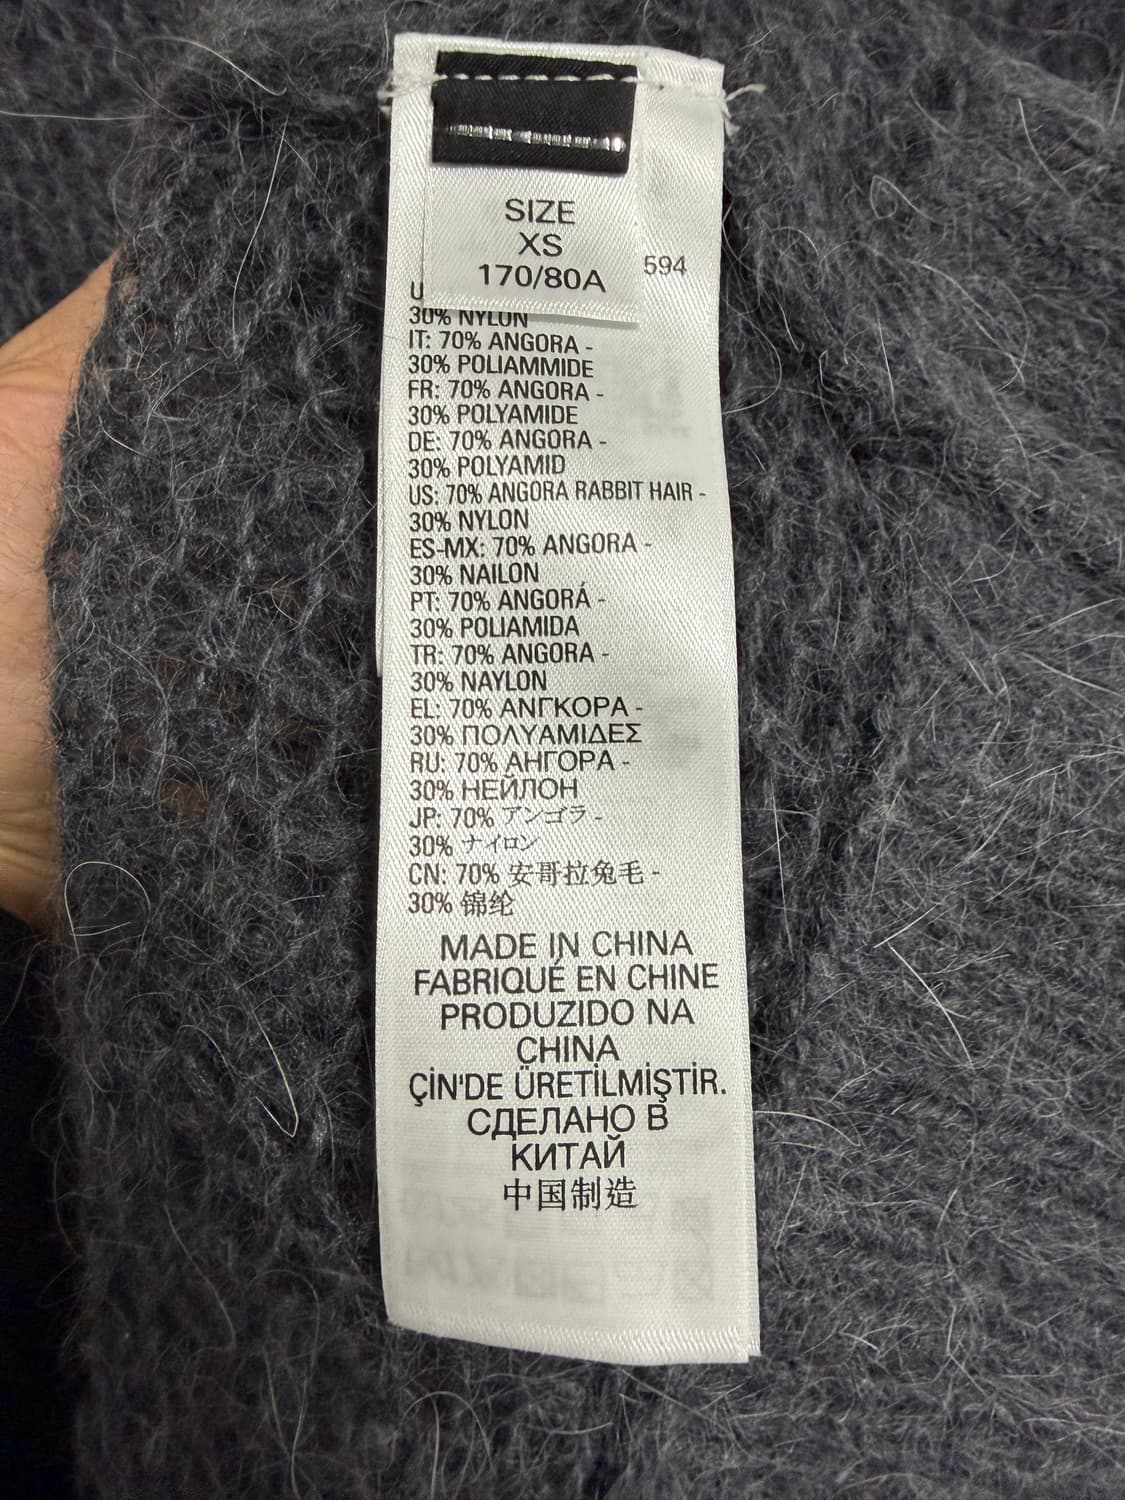 SIZE
XS
170/80A
594
U
30% NYLON
IT: 70% ANGORA -
30% POLIAMMIDE
FR: 70% ANGORA -
30% POLYAMIDE
DE: 70% ANGORA -
30% POLYAMID
US: 70% ANGORA RABBIT HAIR -
30% NYLON
ES-MX: 70% ANGORA -
30% NAILON
PT: 70% ANGORÁ -
30% POLIAMIDA
TR: 70% ANGORA -
30% NAYLON
EL: 70% ΑΝΓΚΟΡΑ -
30% ΠΟΛΥΑΜΙΔΕΣ
RU: 70% АНГОРА -
30% НЕЙЛОН
JP: 70% アンゴラ -
30% ナイロン
CN: 70% 安哥拉兔毛 -
30% 锦纶
MADE IN CHINA
FABRIQUÉ EN CHINE
PRODUZIDO NA
CHINA
ÇİN'DE ÜRETİLMİŞTİR.
СДЕЛАНО В
КИТАЙ
中国制造